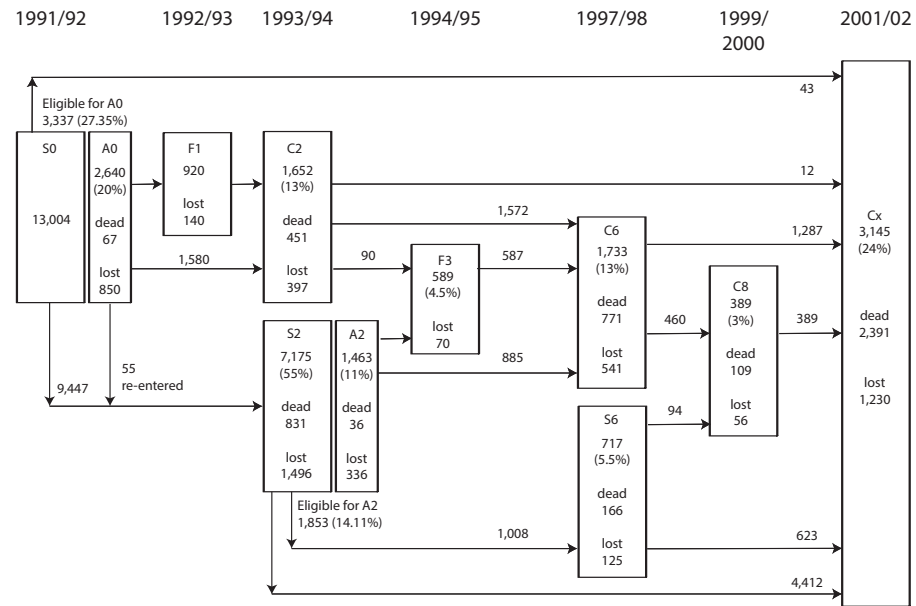 1991/92
1992/93
1993/94
1994/95
1997/98
1999/
2000
2001/02
Eligible for A0
3,337 (27.35%)
43
S0
13,004
A0
2,640
(20%)
dead
67
lost
850
F1
920
lost
140
C2
1,652
(13%)
dead
451
lost
397
12
1,572
1,580
90
F3
589
(4.5%)
lost
70
587
C6
1,733
(13%)
dead
771
lost
541
1,287
460
C8
389
(3%)
dead
109
lost
56
389
Cx
3,145
(24%)
dead
2,391
lost
1,230
9,447
55
re-entered
S2
7,175
(55%)
dead
831
lost
1,496
A2
1,463
(11%)
dead
36
lost
336
885
94
S6
717
(5.5%)
dead
166
lost
125
Eligible for A2
1,853 (14.11%)
1,008
623
4,412